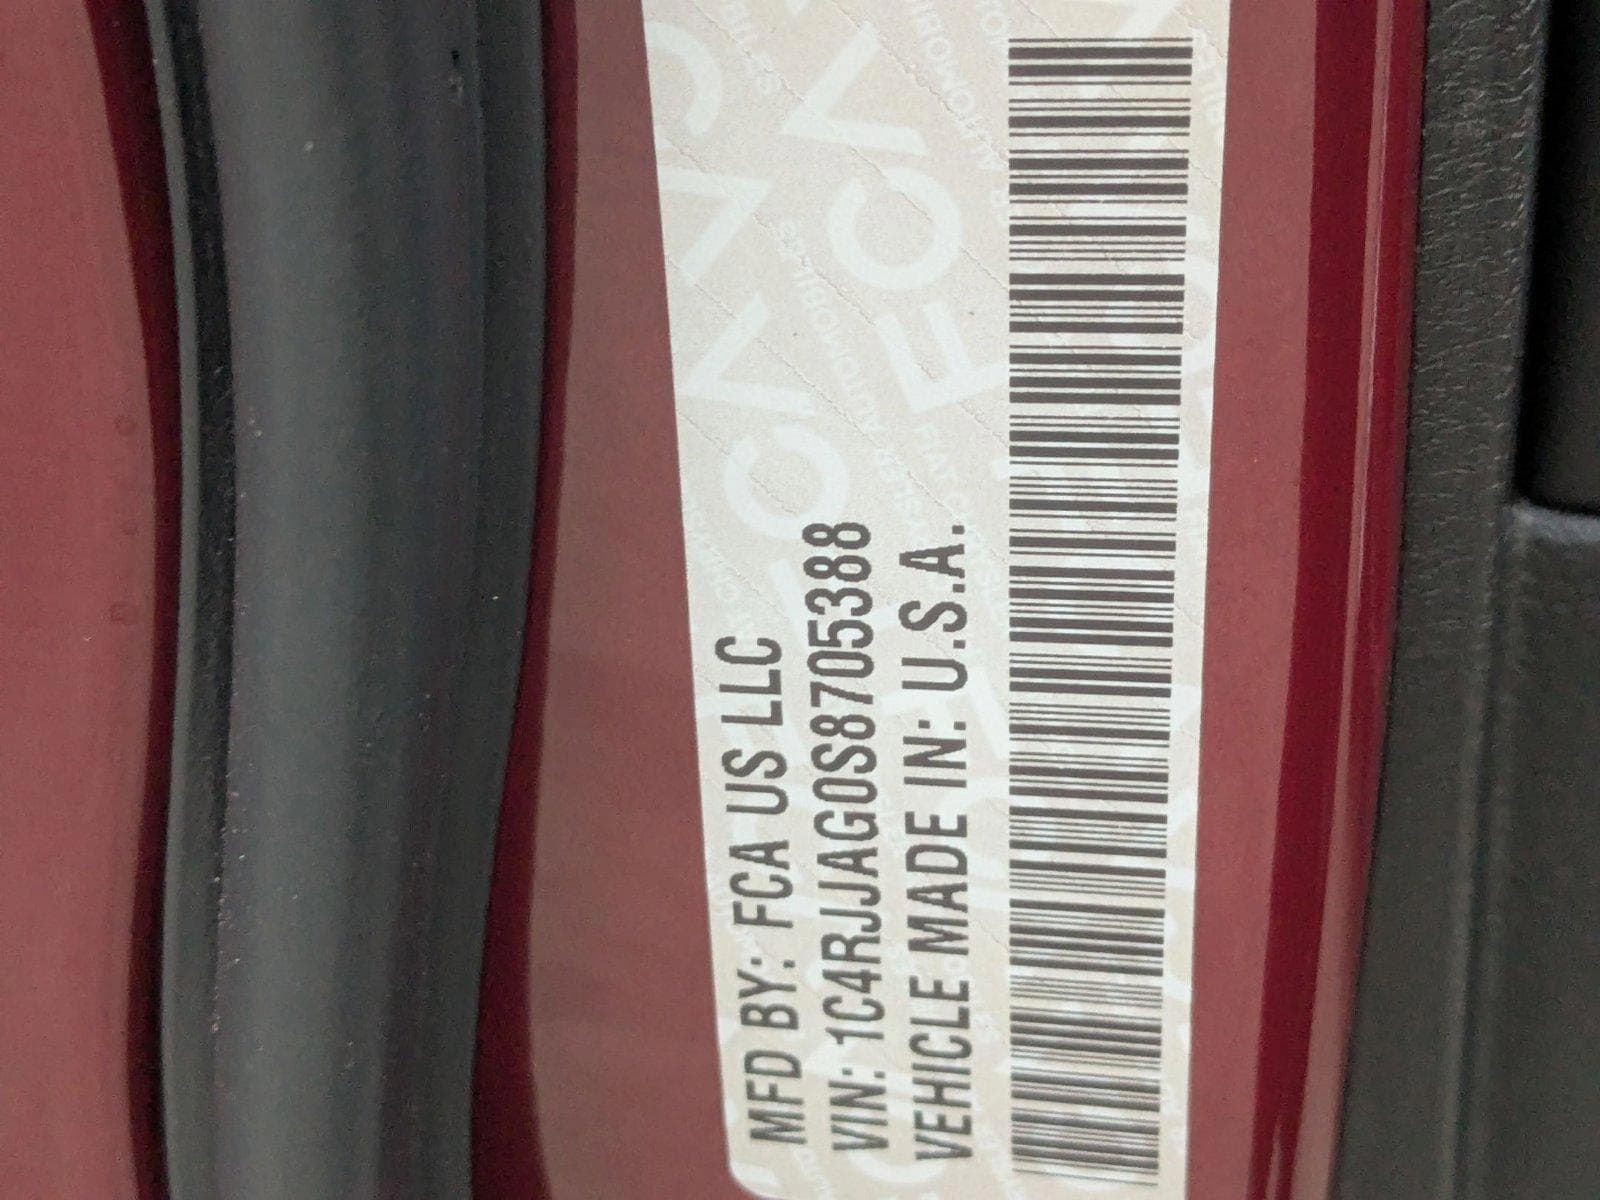 MFD BY: FCA US LLC
VIN: 1C4RJJAG0S8705388
VEHICLE MADE IN: U.S.A.